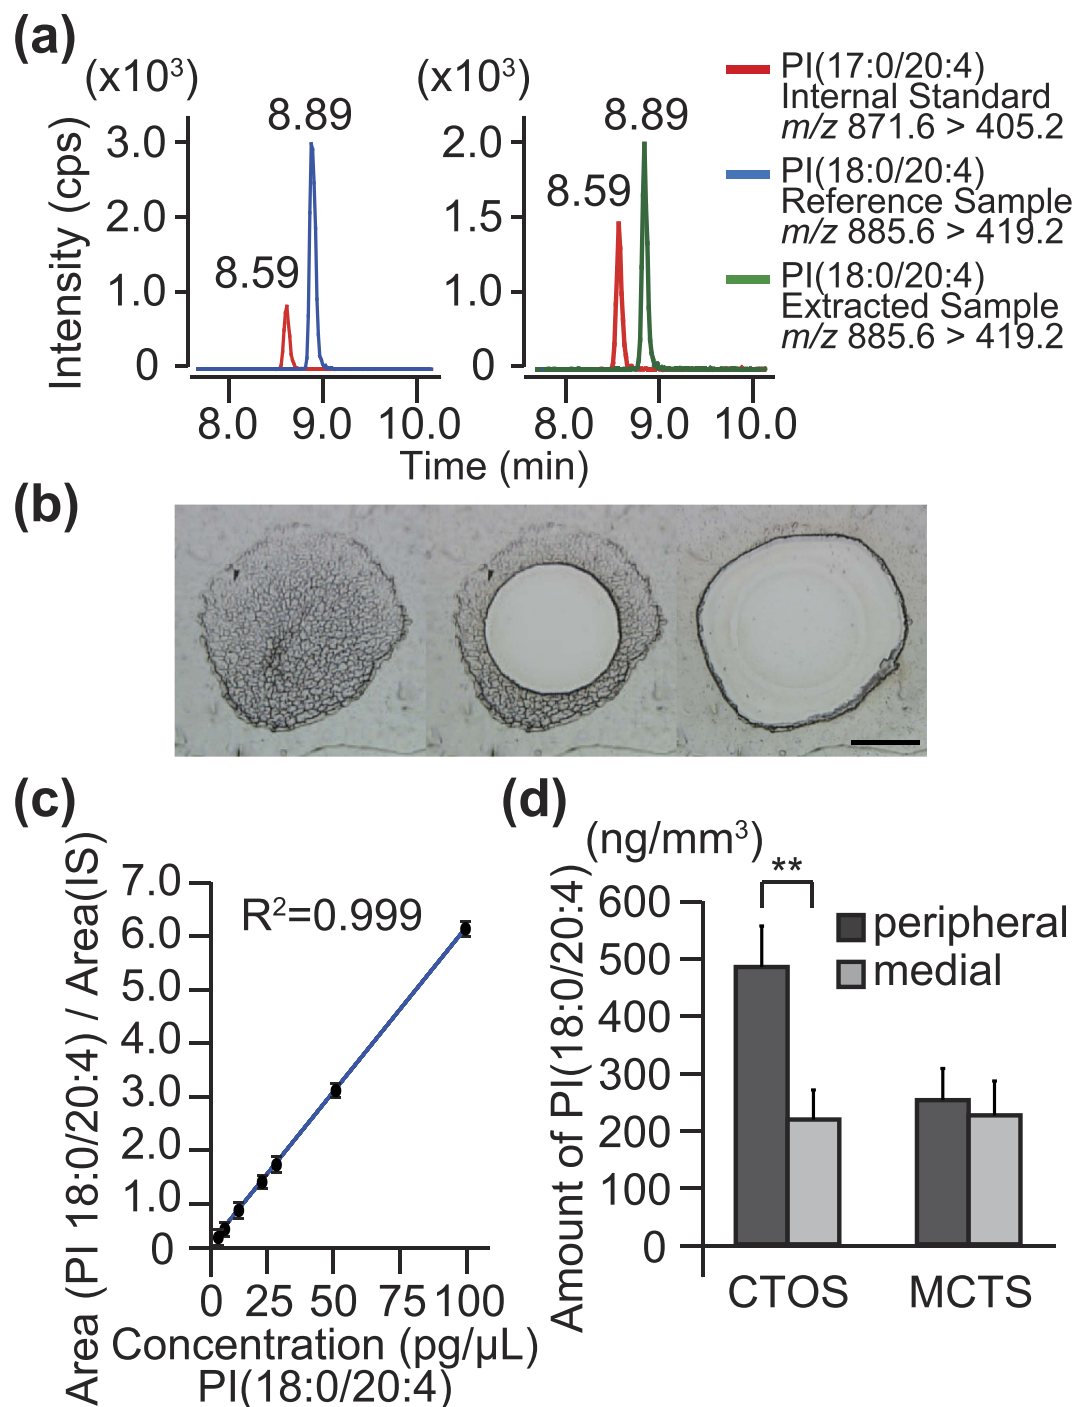 (a)
(x10³)
(x10³)
8.89
8.89
8.59
8.59
Intensity (cps)
3.0
2.0
1.0
0
2.0
1.5
1.0
0
8.0 9.0 10.0
8.0 9.0 10.0
Time (min)
PI(17:0/20:4)
Internal Standard
m/z 871.6 > 405.2
PI(18:0/20:4)
Reference Sample
m/z 885.6 > 419.2
PI(18:0/20:4)
Extracted Sample
m/z 885.6 > 419.2
(b)
(c)
Area (PI 18:0/20:4) / Area(IS)
7.0
6.0
5.0
4.0
3.0
2.0
1.0
0
R²=0.999
0 25 50 75 100
Concentration (pg/µL)
PI(18:0/20:4)
(d)
(ng/mm³)
Amount of PI(18:0/20:4)
600
500
400
300
200
100
0
**
peripheral
medial
CTOS MCTS